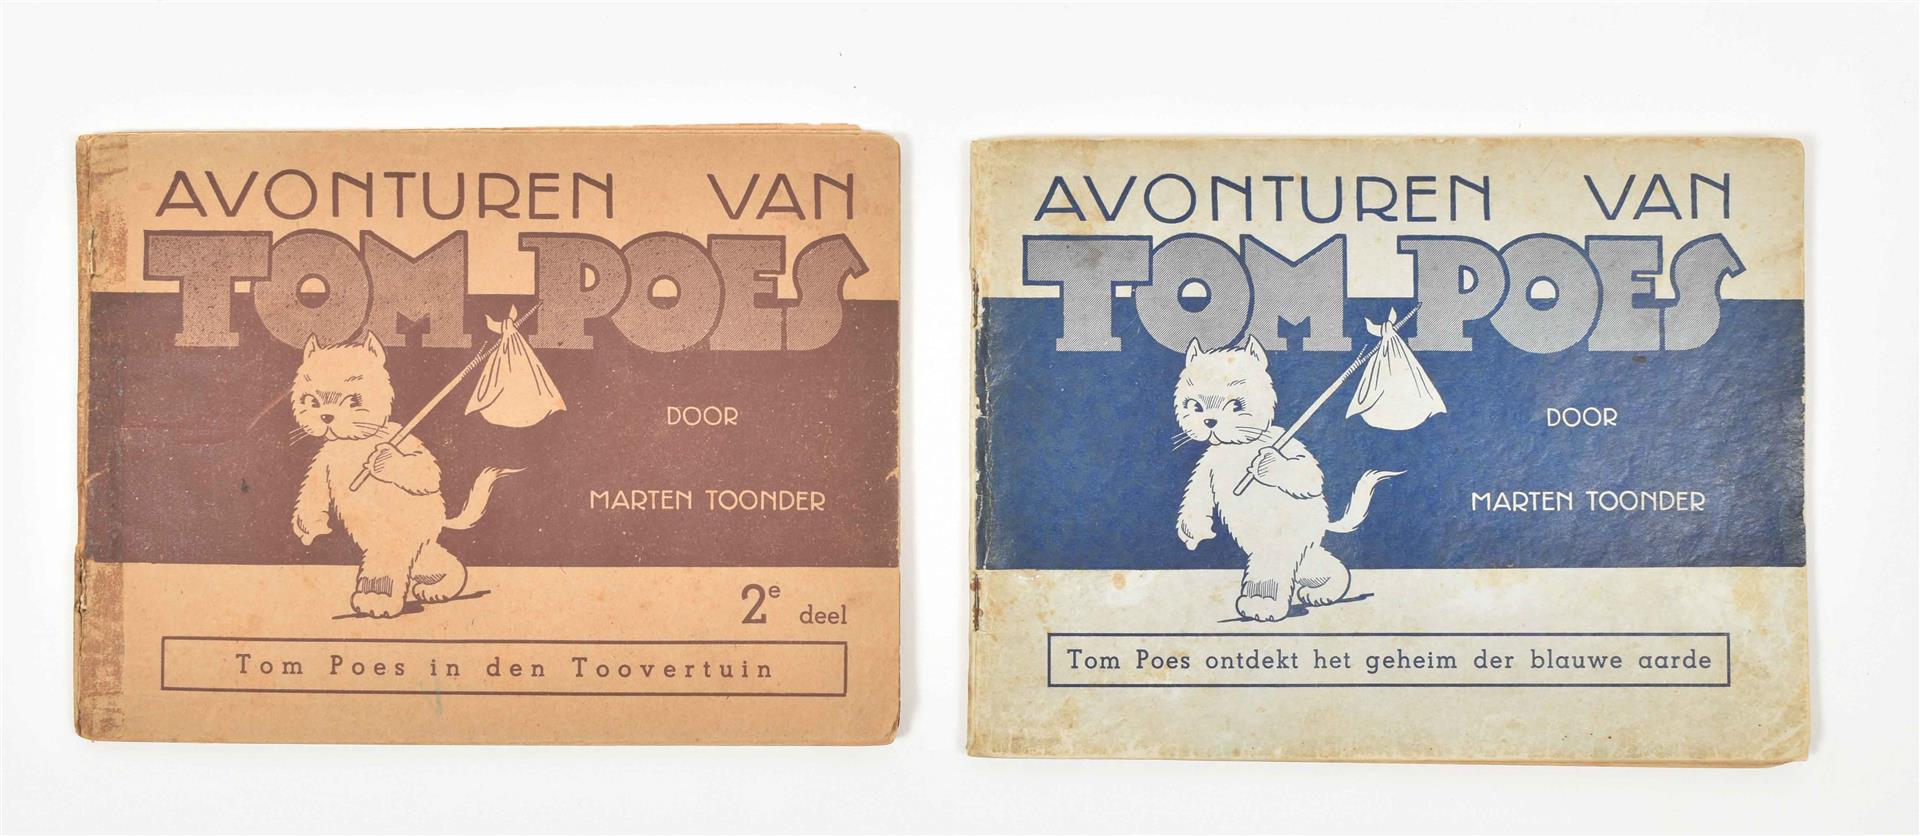 AVONTUREN VAN
TOM POES
DOOR
MARTEN TOONDER
2e deel
Tom Poes in den Toovertuin
AVONTUREN VAN
TOM POES
DOOR
MARTEN TOONDER
Tom Poes ontdekt het geheim der blauwe aarde